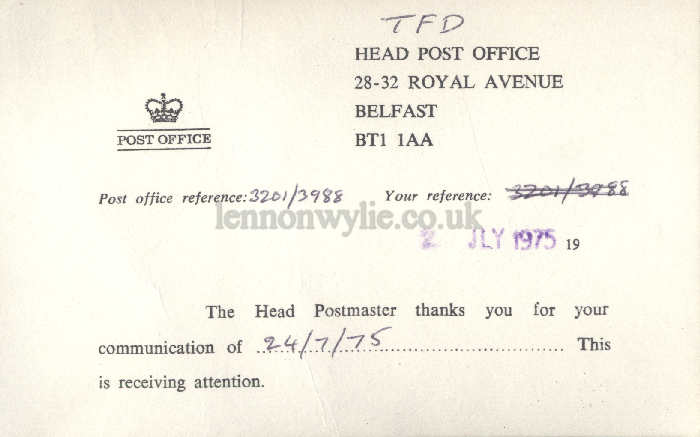 TFD
HEAD POST OFFICE
28-32 ROYAL AVENUE
BELFAST
BT1 1AA
POST OFFICE
Post office reference: 3201/3988 Your reference: 3201/3988
lennonwylie.co.uk
JLY 1975 19
The Head Postmaster thanks you for your
communication of 24/7/75 This
is receiving attention.